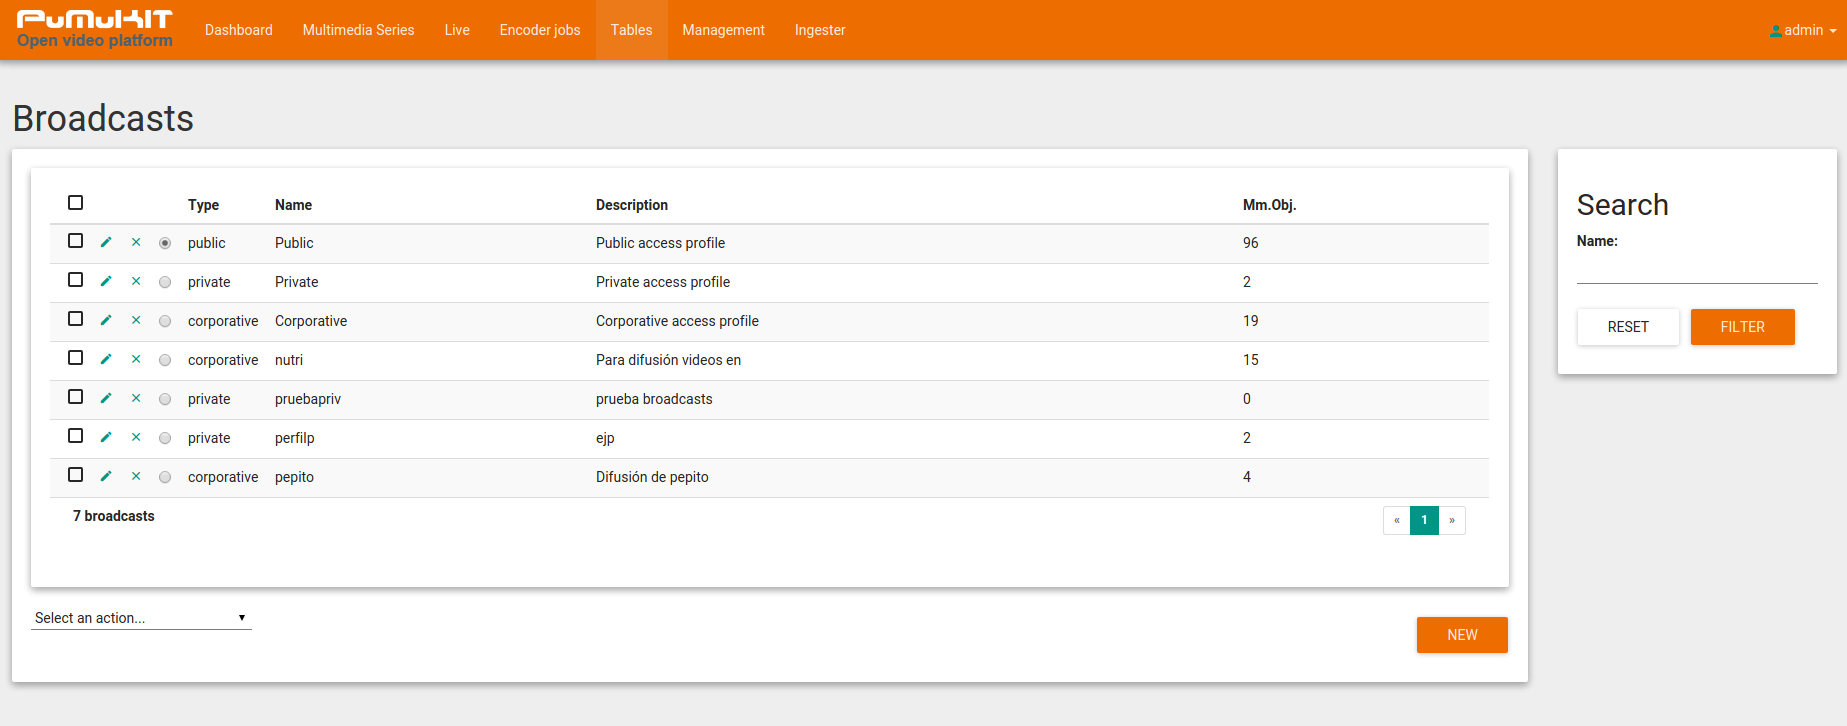 PuMuKIT
Open video platform
Dashboard Multimedia Series Live Encoder jobs Tables Management Ingester admin
Broadcasts
Type Name Description Mm.Obj.
public Public Public access profile 96
private Private Private access profile 2
corporative Corporative Corporative access profile 19
corporative nutri Para difusión videos en 15
private pruebapriv prueba broadcasts 0
private perfilp ejp 2
corporative pepito Difusión de pepito 4
7 broadcasts
« 1 »
Select an action...
NEW
Search
Name:
RESET FILTER